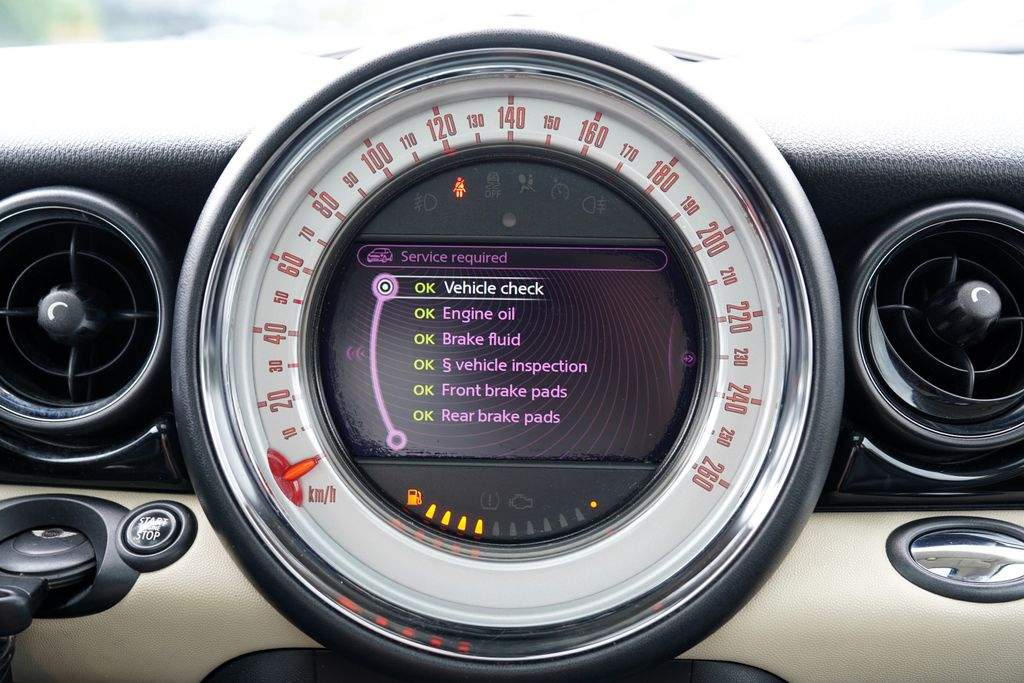 10
20
30
40
50
60
70
80
90
100
110
120
130
140
150
160
170
180
190
200
210
220
230
240
250
260
km/h
OFF
Service required
OK Vehicle check
OK Engine oil
OK Brake fluid
OK § vehicle inspection
OK Front brake pads
OK Rear brake pads
START
STOP